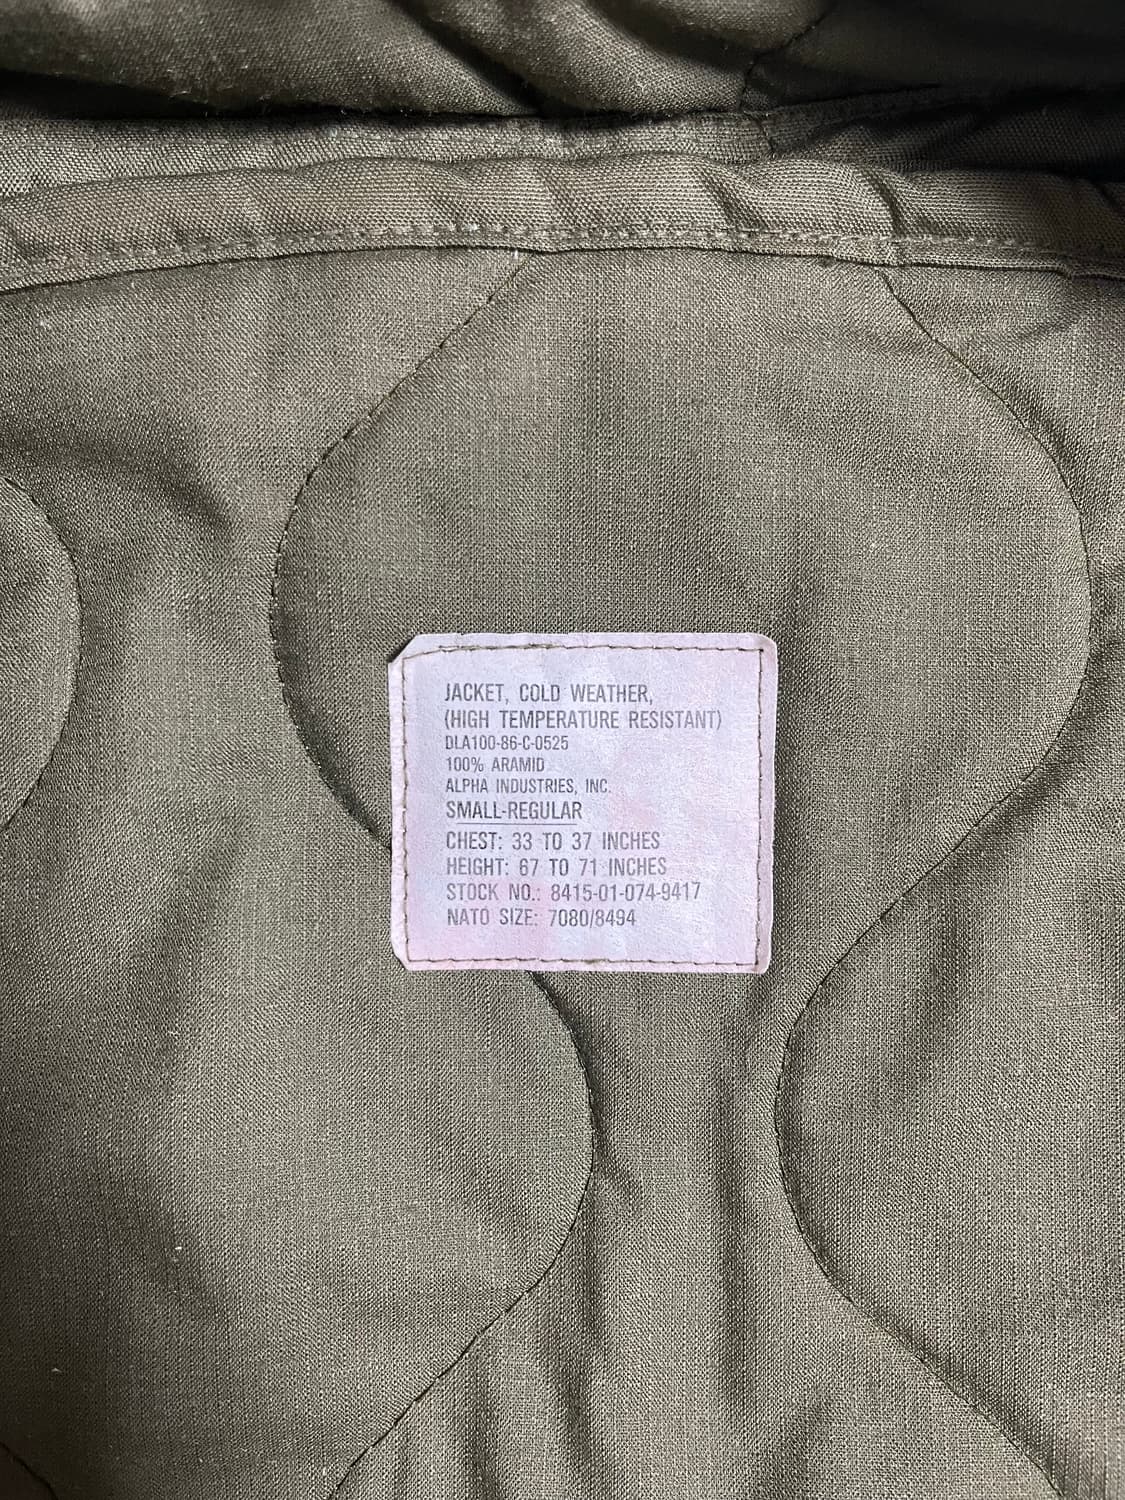 JACKET, COLD WEATHER,
(HIGH TEMPERATURE RESISTANT)
DLA100-86-C-0525
100% ARAMID
ALPHA INDUSTRIES, INC.
SMALL-REGULAR
CHEST: 33 TO 37 INCHES
HEIGHT: 67 TO 71 INCHES
STOCK NO.: 8415-01-074-9417
NATO SIZE: 7080/8494